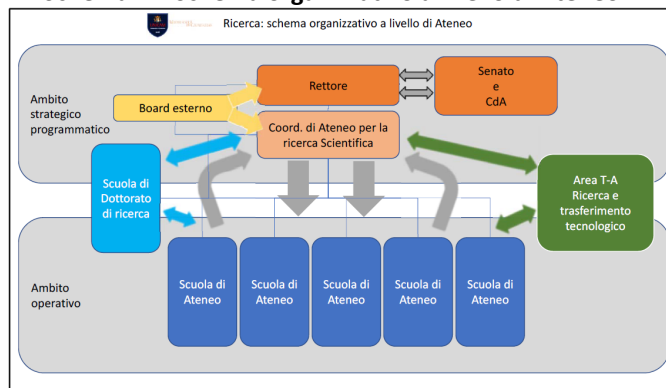 Ricerca: schema organizzativo a livello di Ateneo
Ambito
strategico
programmatico
Board esterno
Rettore
Senato
e
CdA
Coord. di Ateneo per la
ricerca Scientifica
Scuola di
Dottorato
di ricerca
Area T-A
Ricerca e
trasferimento
tecnologico
Ambito
operativo
Scuola di
Ateneo
Scuola di
Ateneo
Scuola di
Ateneo
Scuola di
Ateneo
Scuola di
Ateneo